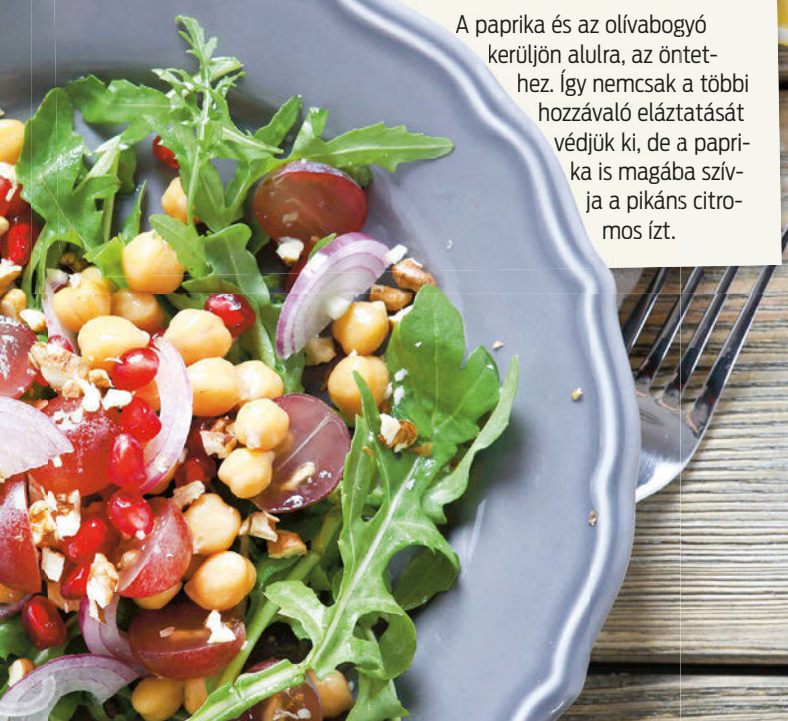 A paprika és az olívabogyó
kerüljön alulra, az öntet-
hez. Így nemcsak a többi
hozzávaló eláztatását
védjük ki, de a papri-
ka is magába szív-
ja a pikáns citro-
mos ízt.